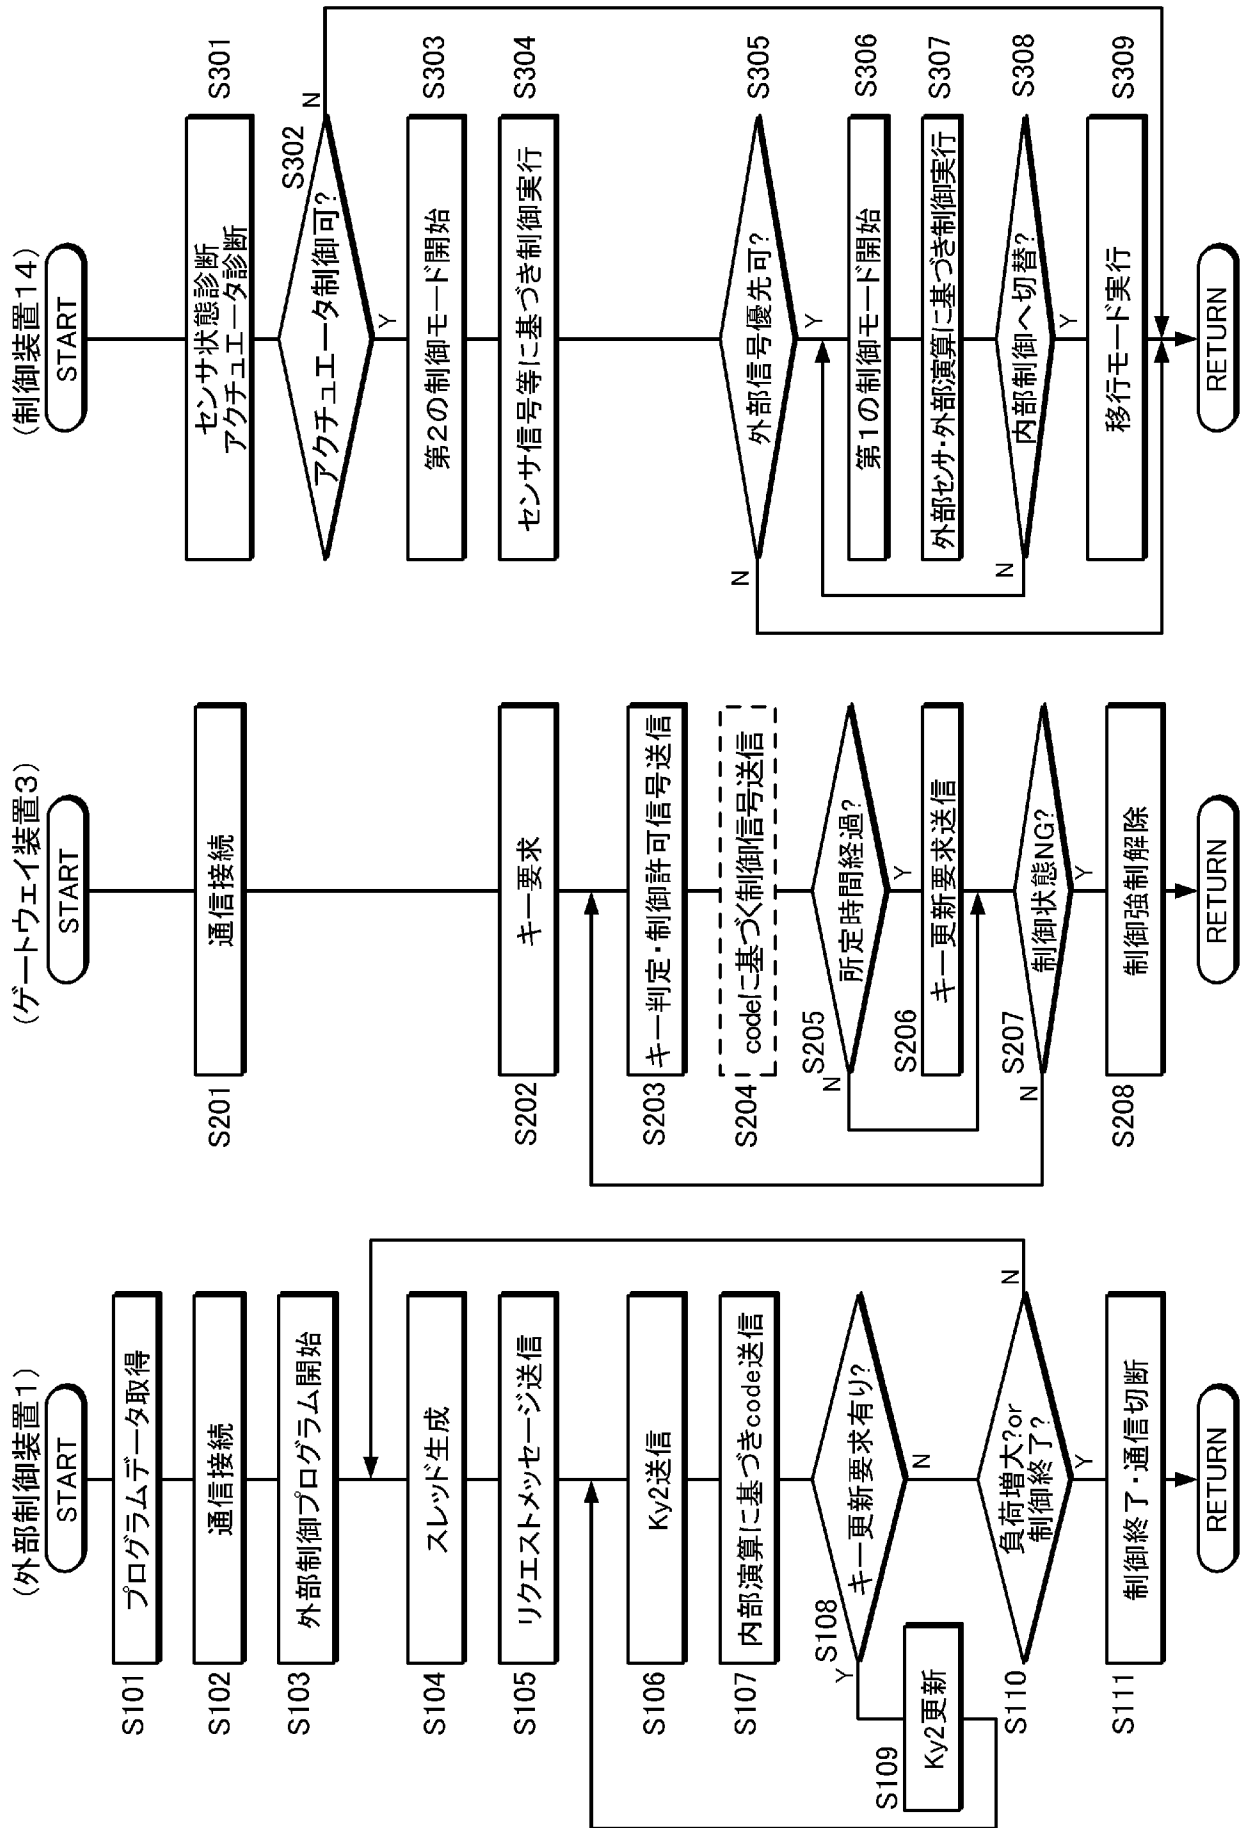 (外部制御装置1)
START
S101
プログラムデータ取得
S102
通信接続
S103
外部制御プログラム開始
S104
スレッド生成
S105
リクエストメッセージ送信
S106
Ky2送信
S107
内部演算に基づきcode送信
S108
キー更新要求有り?
Y
N
S109
Ky2更新
S110
負荷増大?or
制御終了?
N
Y
S111
制御終了・通信切断
RETURN
(ゲートウェイ装置3)
START
S201
通信接続
S202
キー要求
S203
キー判定・制御許可信号送信
S204
codeに基づく制御信号送信
S205
所定時間経過?
N
Y
S206
キー更新要求送信
S207
制御状態NG?
N
Y
S208
制御強制解除
RETURN
(制御装置14)
START
センサ状態診断
アクチュエータ診断
S301
S302
アクチュエータ制御可?
N
Y
第2の制御モード開始
S303
センサ信号等に基づき制御実行
S304
外部信号優先可?
S305
N
Y
第1の制御モード開始
S306
外部センサ・外部演算に基づき制御実行
S307
内部制御へ切替?
S308
N
Y
移行モード実行
S309
RETURN